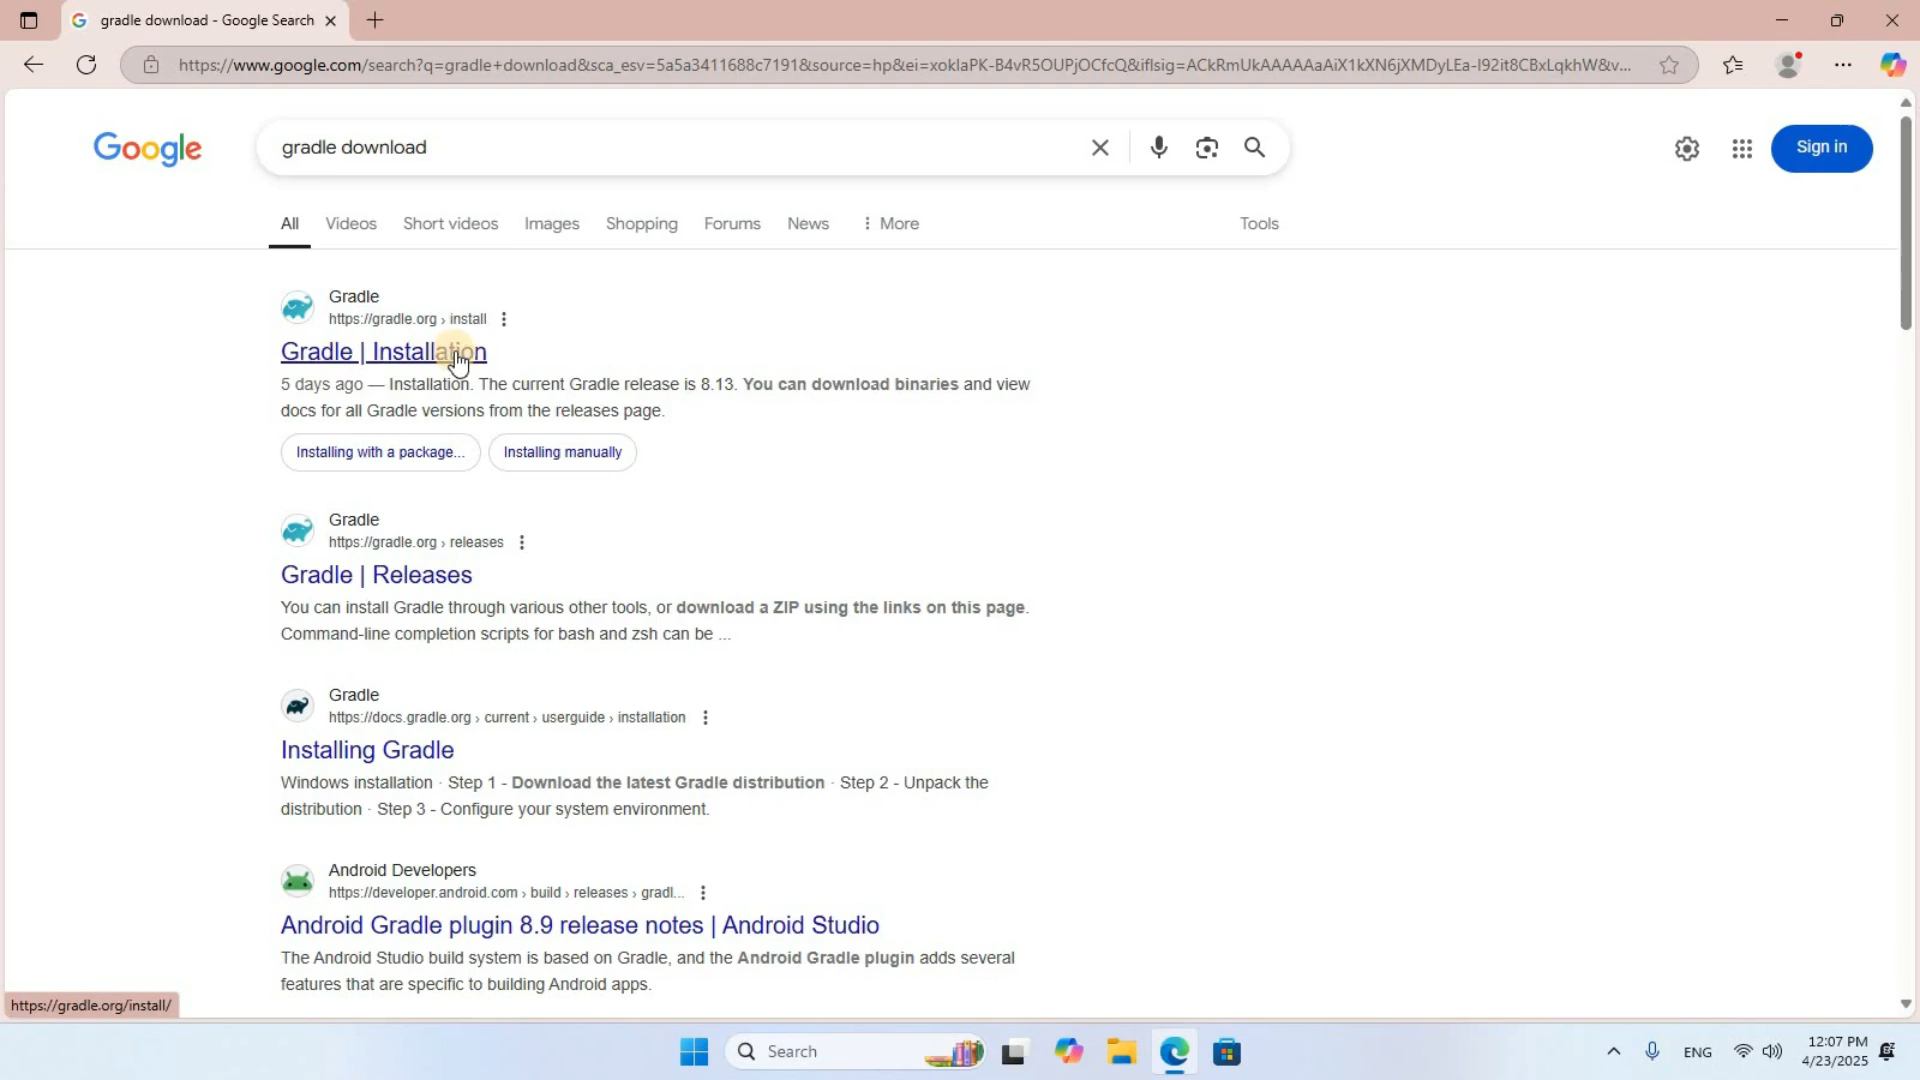 gradle download - Google Search
https://www.google.com/search?q=gradle+download&sca_esv=5a5a3411688c7191&source=hp&ei=xoklaPK-B4vR5OUPjOCfcQ&iflsig=ACkRmUkAAAAAaAiX1kXN6jXMDyLEa-I92it8CBxLqkhW&v...
Google
gradle download
Sign in
All Videos Short videos Images Shopping Forums News More Tools
Gradle
https://gradle.org › install
Gradle | Installation
5 days ago — Installation. The current Gradle release is 8.13. You can download binaries and view
docs for all Gradle versions from the releases page.
Installing with a package... Installing manually
Gradle
https://gradle.org › releases
Gradle | Releases
You can install Gradle through various other tools, or download a ZIP using the links on this page.
Command-line completion scripts for bash and zsh can be ...
Gradle
https://docs.gradle.org › current › userguide › installation
Installing Gradle
Windows installation · Step 1 - Download the latest Gradle distribution · Step 2 - Unpack the
distribution · Step 3 - Configure your system environment.
Android Developers
https://developer.android.com › build › releases › gradl...
Android Gradle plugin 8.9 release notes | Android Studio
The Android Studio build system is based on Gradle, and the Android Gradle plugin adds several
features that are specific to building Android apps.
https://gradle.org/install/
Search
ENG
12:07 PM
4/23/2025